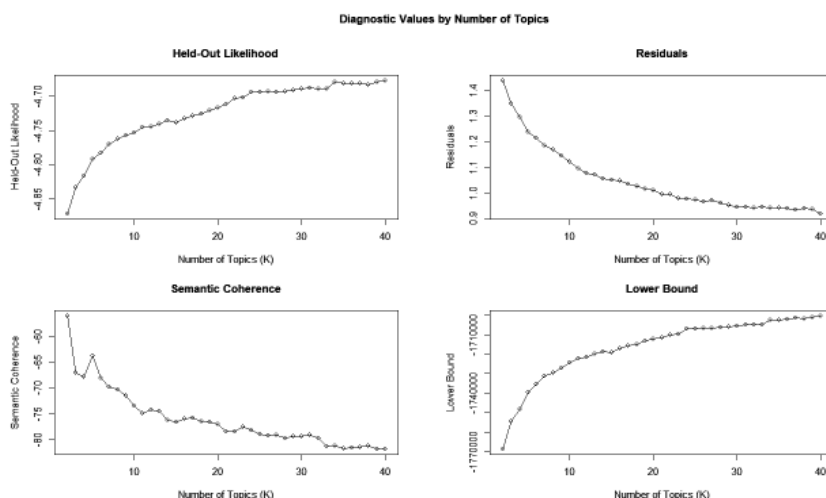 Diagnostic Values by Number of Topics
Held-Out Likelihood
Residuals
Held-Out Likelihood
-4.70
-4.75
-4.80
-4.85
10
20
30
40
Number of Topics (K)
Residuals
1.4
1.3
1.2
1.1
1.0
0.9
10
20
30
40
Number of Topics (K)
Semantic Coherence
Lower Bound
Semantic Coherence
-60
-65
-70
-75
-80
10
20
30
40
Number of Topics (K)
Lower Bound
-1710000
-1740000
-1770000
10
20
30
40
Number of Topics (K)